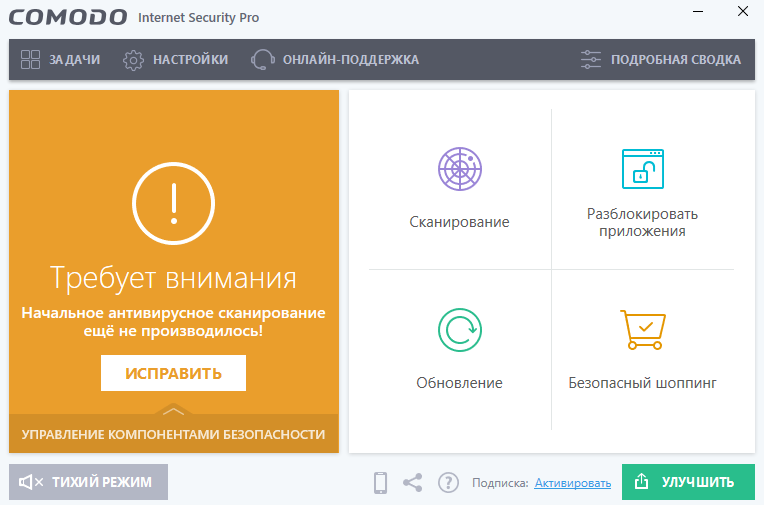 COMODO Internet Security Pro
ЗАДАЧИ НАСТРОЙКИ ОНЛАЙН-ПОДДЕРЖКА ПОДРОБНАЯ СВОДКА
Требует внимания
Начальное антивирусное сканирование
ещё не производилось!
ИСПРАВИТЬ
УПРАВЛЕНИЕ КОМПОНЕНТАМИ БЕЗОПАСНОСТИ
Сканирование
Разблокировать
приложения
Обновление
Безопасный шоппинг
ТИХИЙ РЕЖИМ
Подписка: Активировать
УЛУЧШИТЬ